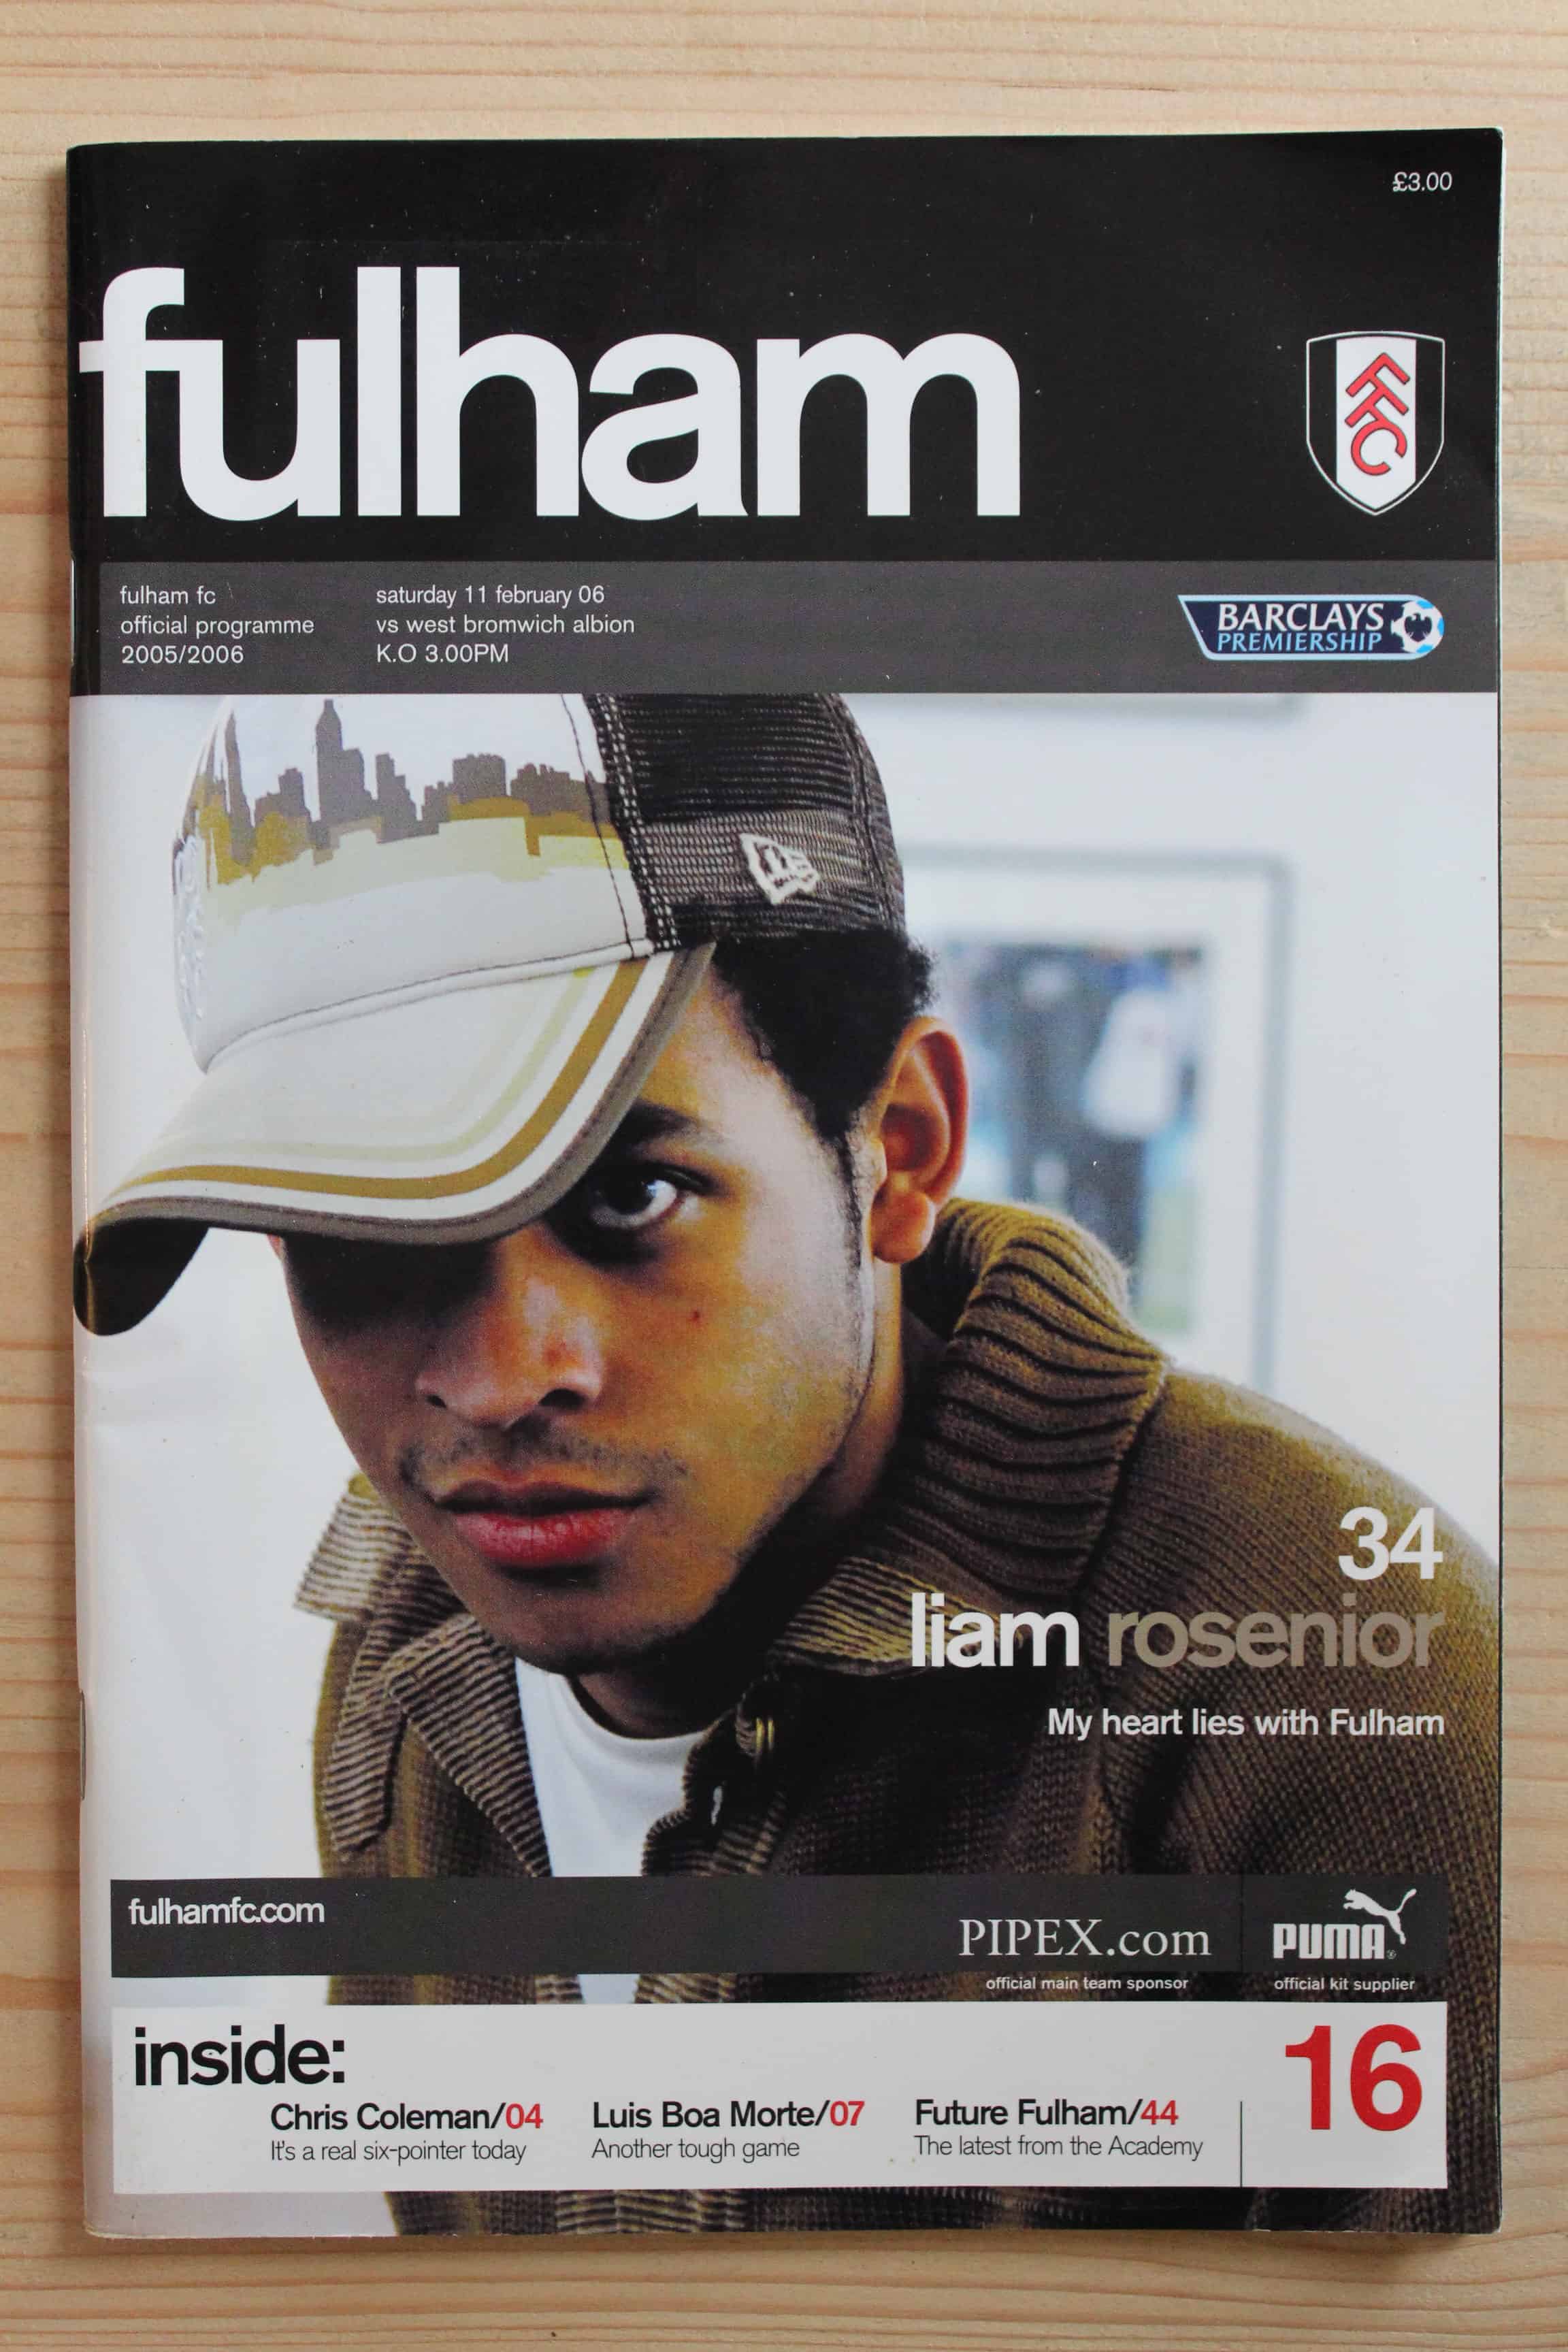 £3.00
fulham
FFC
fulham fc
official programme
2005/2006
saturday 11 february 06
vs west bromwich albion
K.O 3.00PM
BARCLAYS
PREMIERSHIP
34
liam rosenior
My heart lies with Fulham
fulhamfc.com
PIPEX.com
official main team sponsor
PUMA®
official kit supplier
inside:
Chris Coleman/04
It's a real six-pointer today
Luis Boa Morte/07
Another tough game
Future Fulham/44
The latest from the Academy
16